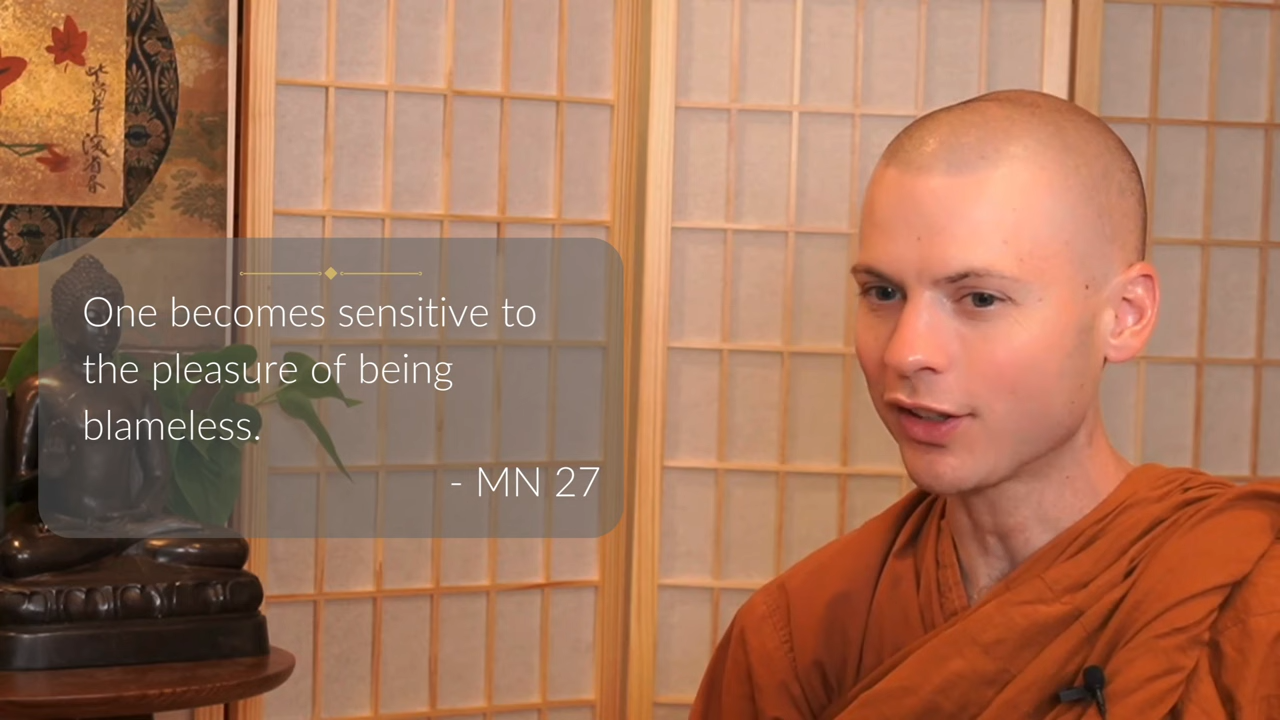 One becomes sensitive to
the pleasure of being
blameless.
- MN 27